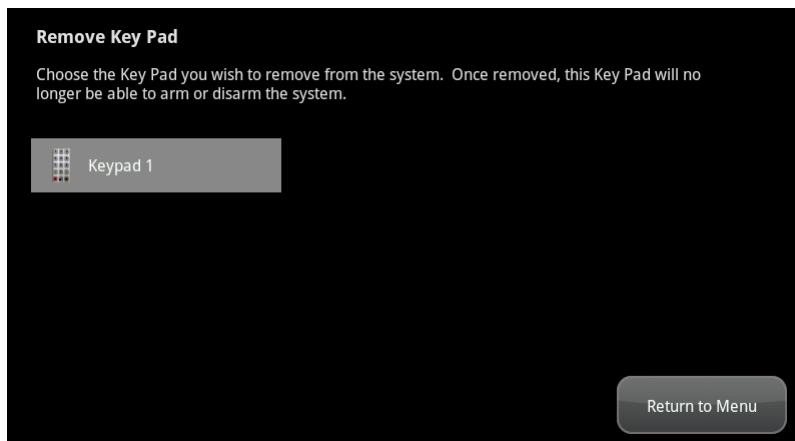 Remove Key Pad
Choose the Key Pad you wish to remove from the system.  Once removed, this Key Pad will no
longer be able to arm or disarm the system.
Keypad 1
Return to Menu